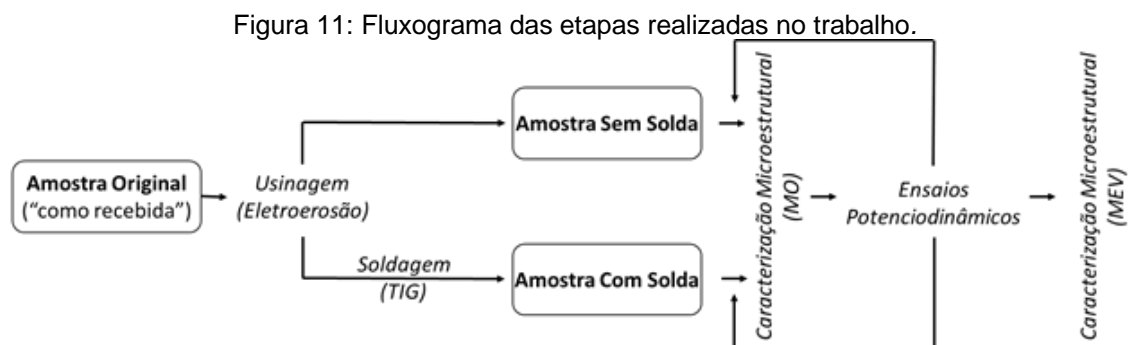 Figura 11: Fluxograma das etapas realizadas no trabalho.
Amostra Original
(“como recebida”)
Usinagem
(Eletroerosão)
Soldagem
(TIG)
Amostra Sem Solda
Amostra Com Solda
Caracterização Microestrutural
(MO)
Ensaios
Potenciodinâmicos
Caracterização Microestrutural
(MEV)